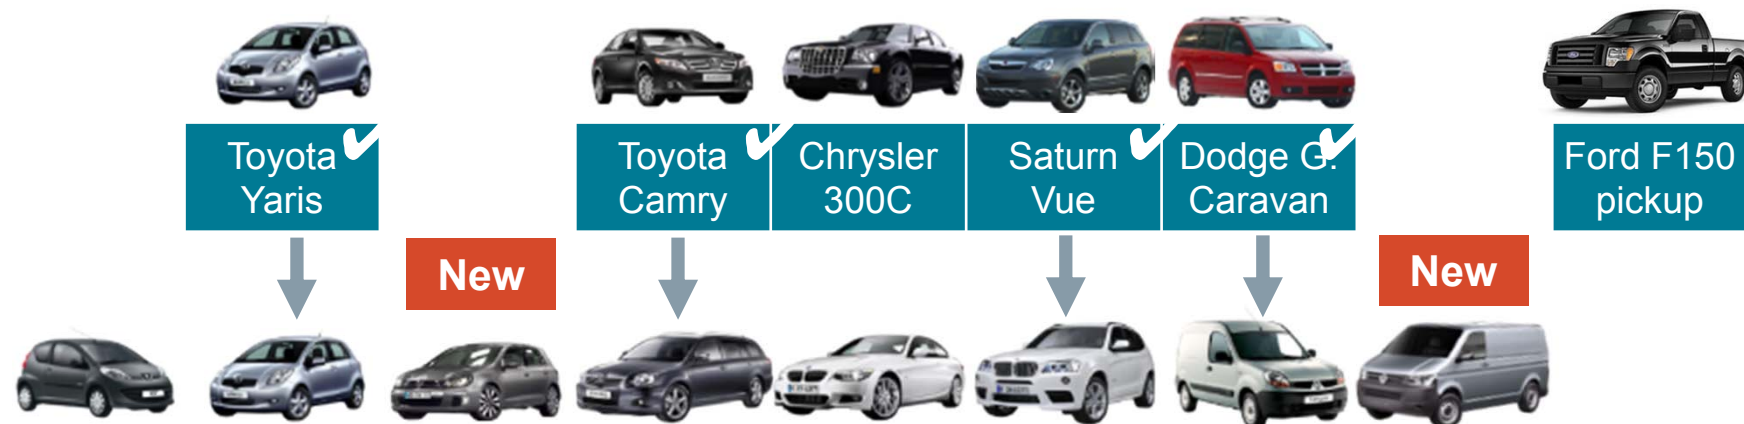 Toyota
Yaris
Toyota
Camry
Chrysler
300C
Saturn
Vue
Dodge G.
Caravan
Ford F150
pickup
New
New